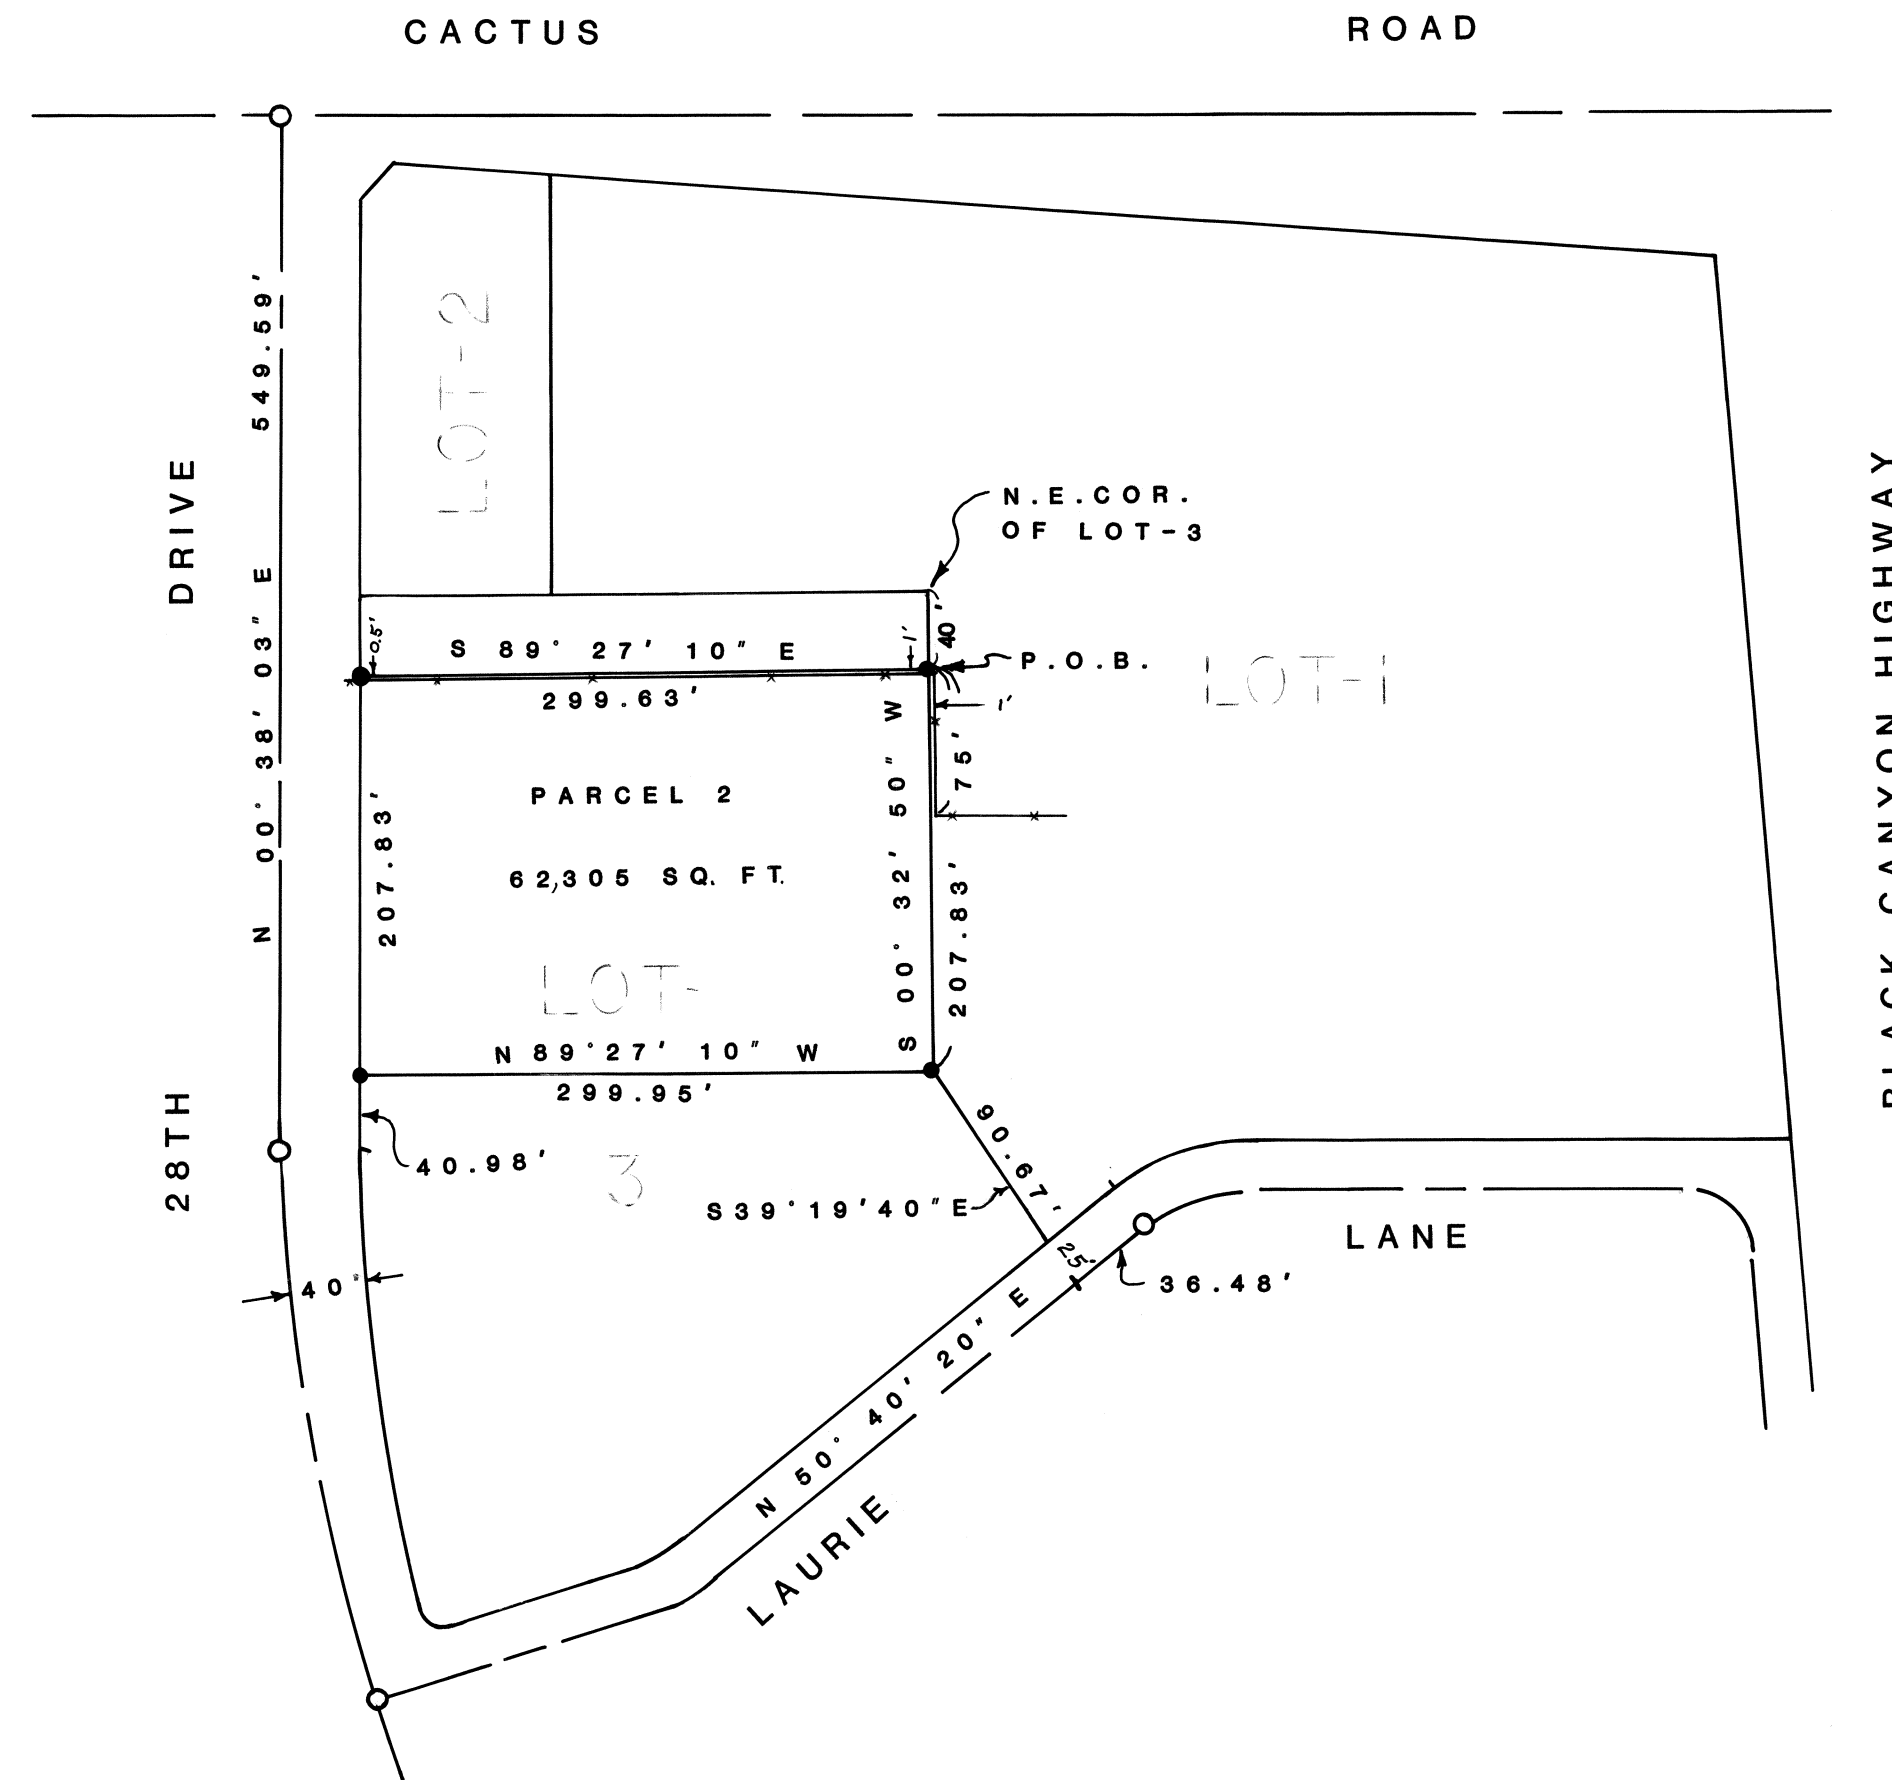 CACTUS ROAD
N 00° 38' 03" E 549.59'
28TH DRIVE
LOT-2
N.E.COR.
OF LOT-3
40'
0.5'
S 89° 27' 10" E
1'
P.O.B.
LOT-1
299.63'
1'
75'
PARCEL 2
62,305 SQ. FT.
207.83'
S 00° 32' 50" W
207.83'
LOT-
3
N 89°27' 10" W
299.95'
40.98'
90.67'
S39°19'40"E
40'
25'
36.48'
N 50° 40' 20" E
LAURIE LANE
BLACK CANYON HIGHWAY